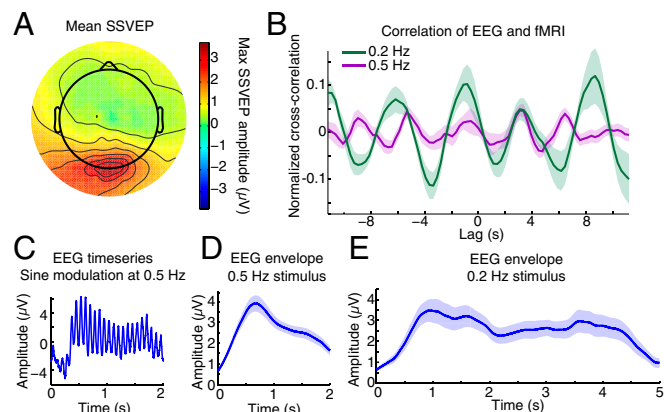 A
Mean SSVEP
3
2
1
0
−1
−2
−3
Max SSVEP amplitude (μV)
B
Correlation of EEG and fMRI
0.2 Hz
0.5 Hz
Normalized cross-correlation
0.1
0
-0.1
−8 −4 0 4 8
Lag (s)
C
EEG timeseries
Sine modulation at 0.5 Hz
Amplitude (μV)
4
0
−4
0 1 2
Time (s)
D
EEG envelope
0.5 Hz stimulus
Amplitude (μV)
4
3
2
1
0
0 1 2
Time (s)
E
EEG envelope
0.2 Hz stimulus
Amplitude (μV)
4
3
2
1
0
0 1 2 3 4 5
Time (s)